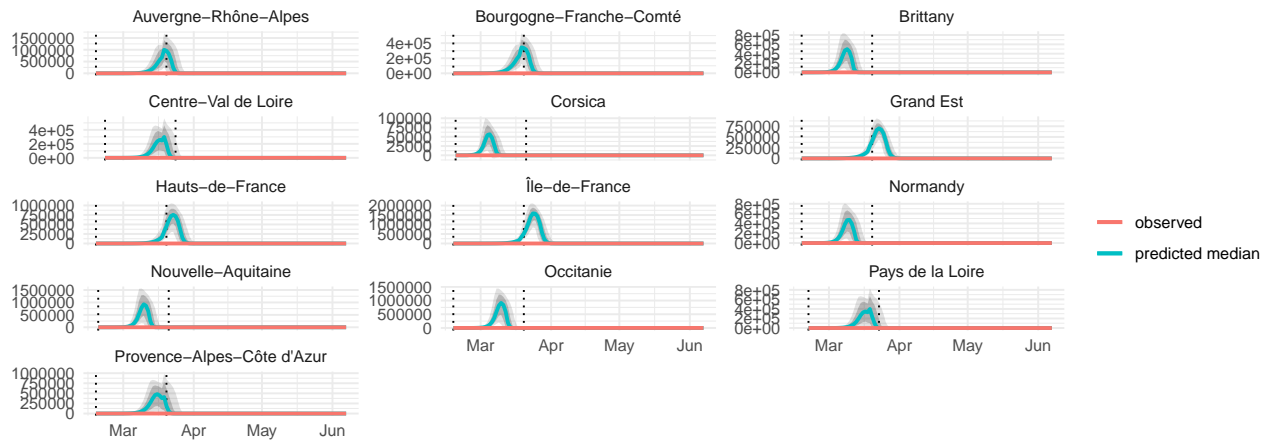 Auvergne−Rhône−Alpes
1500000
1000000
500000
0
Bourgogne−Franche−Comté
4e+05
2e+05
0e+00
Brittany
8e+05
6e+05
4e+05
2e+05
0e+00
Centre−Val de Loire
4e+05
2e+05
0e+00
Corsica
100000
75000
50000
25000
0
Grand Est
750000
500000
250000
0
Hauts−de−France
1000000
750000
500000
250000
0
Île−de−France
2000000
1500000
1000000
500000
0
Normandy
8e+05
6e+05
4e+05
2e+05
0e+00
observed
predicted median
Nouvelle−Aquitaine
1500000
1000000
500000
0
Occitanie
1500000
1000000
500000
0
Mar Apr May Jun
Pays de la Loire
8e+05
6e+05
4e+05
2e+05
0e+00
Mar Apr May Jun
Provence−Alpes−Côte d'Azur
1000000
750000
500000
250000
0
Mar Apr May Jun